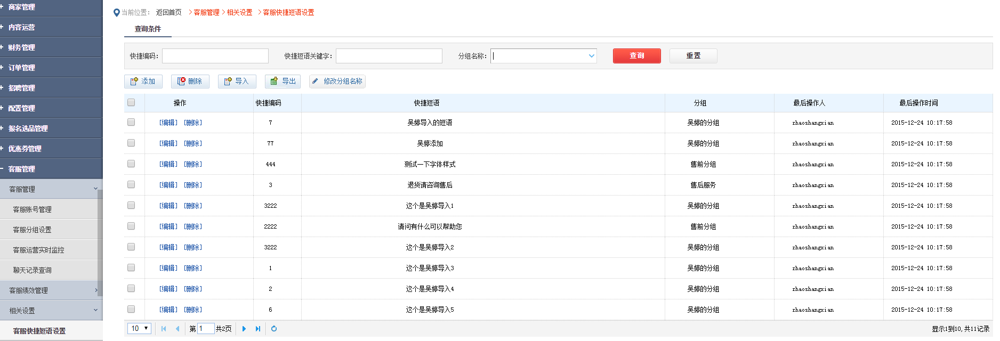 + 商家管理
+ 内容运营
+ 财务管理
+ 订单管理
+ 招聘管理
+ 配置管理
+ 报名选品管理
+ 优惠券管理
- 客服管理
客服管理
客服账号管理
客服分组设置
客服运营实时监控
聊天记录查询
客服绩效管理
相关设置
客服快捷短语设置
当前位置： 返回首页 >客服管理 >相关设置 >客服快捷短语设置
查询条件
快捷编码： 快捷短语关键字： 分组名称： 查询 重置
添加 删除 导入 导出 修改分组名称
操作 快捷编码 快捷短语 分组 最后操作人 最后操作时间
[编辑] [删除] 7 吴婷导入的短语 吴婷的分组 zhaoshangxian 2015-12-24 10:17:58
[编辑] [删除] 77 吴婷添加 吴婷的分组 zhaoshangxian 2015-12-24 10:17:58
[编辑] [删除] 444 测试一下字体样式 售前分组 zhaoshangxian 2015-12-24 10:17:58
[编辑] [删除] 3 退货请咨询售后 售后服务 zhaoshangxian 2015-12-24 10:17:58
[编辑] [删除] 3222 这个是吴婷导入1 吴婷的分组 zhaoshangxian 2015-12-24 10:17:58
[编辑] [删除] 2222 请问有什么可以帮助您 售前分组 zhaoshangxian 2015-12-24 10:17:58
[编辑] [删除] 3222 这个是吴婷导入2 吴婷的分组 zhaoshangxian 2015-12-24 10:17:58
[编辑] [删除] 1 这个是吴婷导入3 吴婷的分组 zhaoshangxian 2015-12-24 10:17:58
[编辑] [删除] 2 这个是吴婷导入4 吴婷的分组 zhaoshangxian 2015-12-24 10:17:58
[编辑] [删除] 6 这个是吴婷导入5 吴婷的分组 zhaoshangxian 2015-12-24 10:17:58
10 第 1 共2页 显示1到10,共11记录